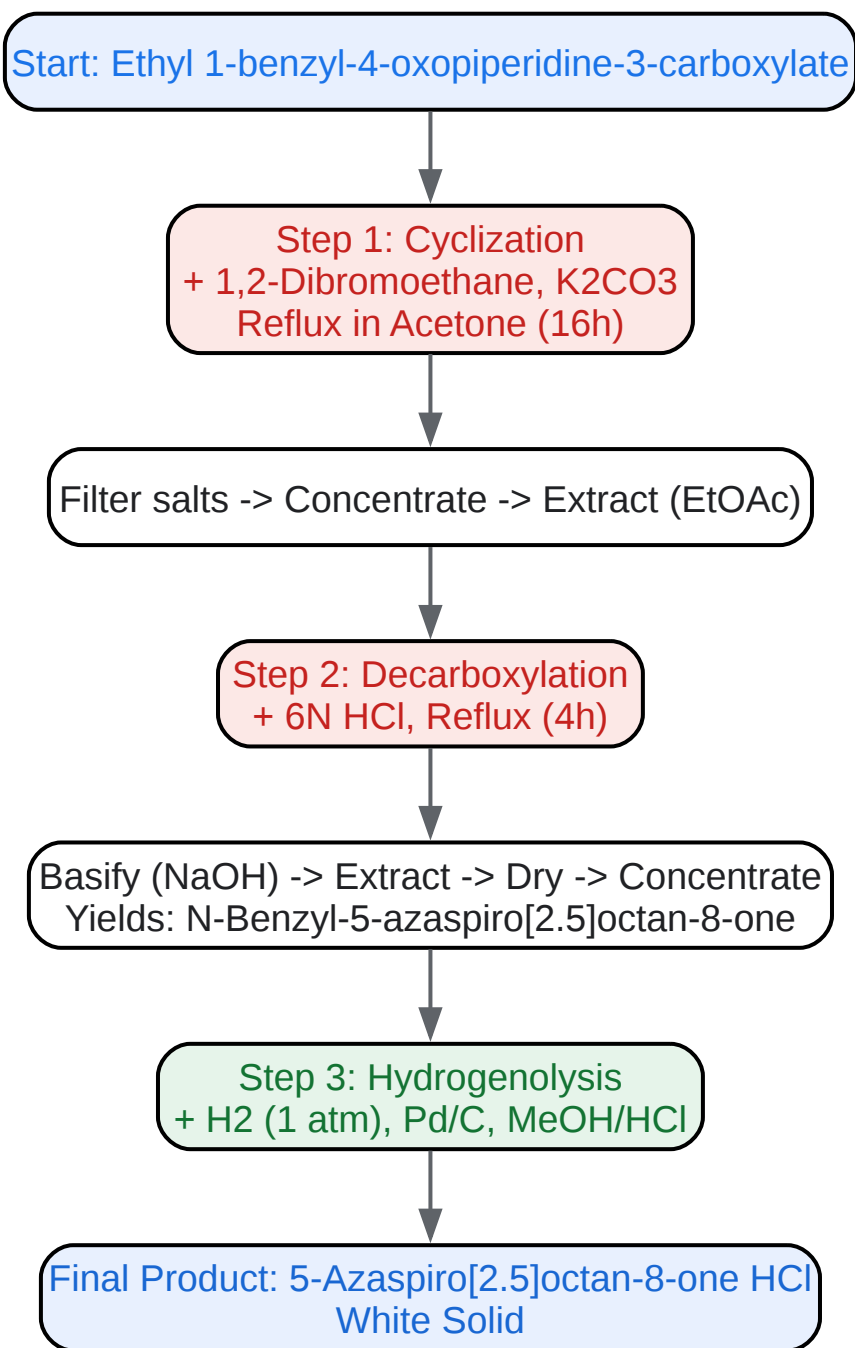 Start: Ethyl 1-benzyl-4-oxopiperidine-3-carboxylate
Step 1: Cyclization
+ 1,2-Dibromoethane, K2CO3
Reflux in Acetone (16h)
Filter salts -> Concentrate -> Extract (EtOAc)
Step 2: Decarboxylation
+ 6N HCl, Reflux (4h)
Basify (NaOH) -> Extract -> Dry -> Concentrate
Yields: N-Benzyl-5-azaspiro[2.5]octan-8-one
Step 3: Hydrogenolysis
+ H2 (1 atm), Pd/C, MeOH/HCl
Final Product: 5-Azaspiro[2.5]octan-8-one HCl
White Solid